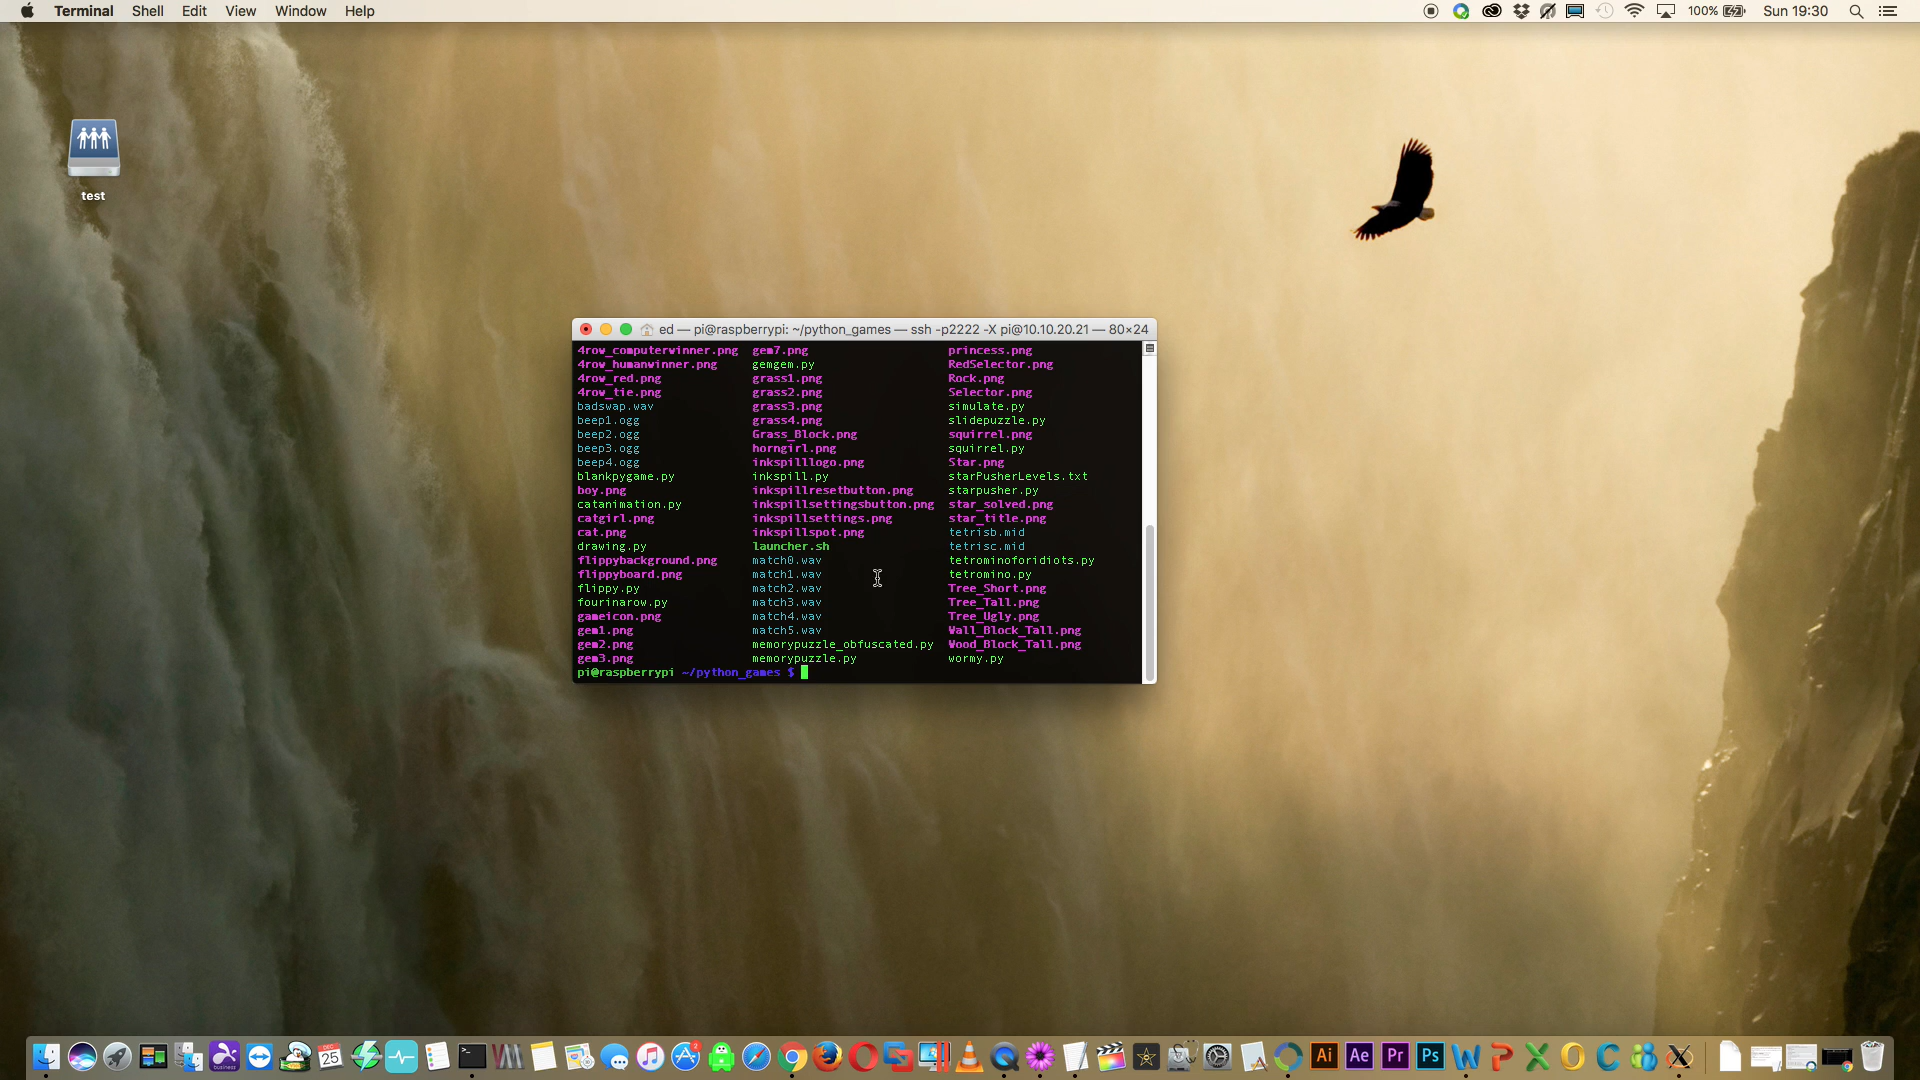 Terminal Shell Edit View Window Help 100% Sun 19:30
test
ed — pi@raspberrypi: ~/python_games — ssh -p2222 -X pi@10.10.20.21 — 80×24
4row_computerwinner.png gem7.png princess.png
4row_humanwinner.png gemgem.py RedSelector.png
4row_red.png grass1.png Rock.png
4row_tie.png grass2.png Selector.png
badswap.wav grass3.png simulate.py
beep1.ogg grass4.png slidepuzzle.py
beep2.ogg Grass_Block.png squirrel.png
beep3.ogg horngirl.png squirrel.py
beep4.ogg inkspilllogo.png Star.png
blankpygame.py inkspill.py starPusherLevels.txt
boy.png inkspillresetbutton.png starpusher.py
catanimation.py inkspillsettingsbutton.png star_solved.png
catgirl.png inkspillsettings.png star_title.png
cat.png inkspillspot.png tetrisb.mid
drawing.py launcher.sh tetrisc.mid
flippybackground.png match0.wav tetrominoforidiots.py
flippyboard.png match1.wav tetromino.py
flippy.py match2.wav Tree_Short.png
fourinarow.py match3.wav Tree_Tall.png
gameicon.png match4.wav Tree_Ugly.png
gem1.png match5.wav Wall_Block_Tall.png
gem2.png memorypuzzle_obfuscated.py Wood_Block_Tall.png
gem3.png memorypuzzle.py wormy.py
pi@raspberrypi ~/python_games $
business DEC 25 2 Ai Ae Pr Ps